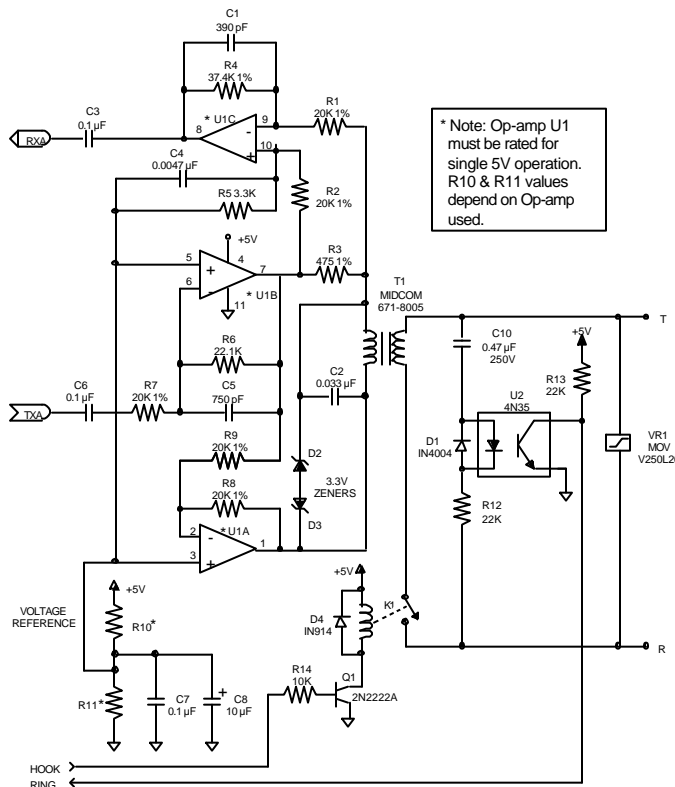 C1
390 pF
R4
37.4K 1%
C3
0.1 µF
RXA
* U1C
8
9
-
10
+
R1
20K 1%
* Note: Op-amp U1
must be rated for
single 5V operation.
R10 & R11 values
depend on Op-amp
used.
C4
0.0047 µF
R5 3.3K
R2
20K 1%
+5V
R3
475 1%
5
+
4
7
6
-
* U1B
11
T1
MIDCOM
671-8005
T
R6
22.1K
C10
0.47 µF
250V
+5V
C6
0.1 µF
R7
20K 1%
C5
750 pF
C2
0.033 µF
R13
22K
U2
4N35
TXA
R9
20K 1%
D2
D1
IN4004
VR1
MOV
V250L20
R8
20K 1%
3.3V
ZENERS
D3
R12
22K
2
-
* U1A
1
3
+
+5V
+5V
VOLTAGE
REFERENCE
R10*
D4
IN914
K1
R
R14
10K
Q1
2N2222A
R11*
C7
0.1 µF
+
C8
10 µF
HOOK
RING